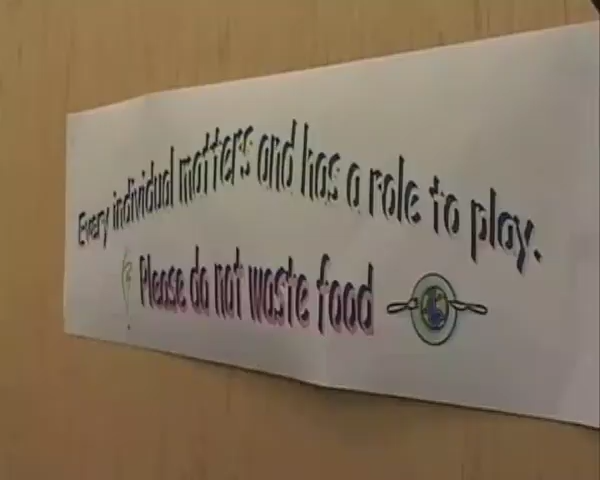 Every individual matters and has a role to play.
Please do not waste food